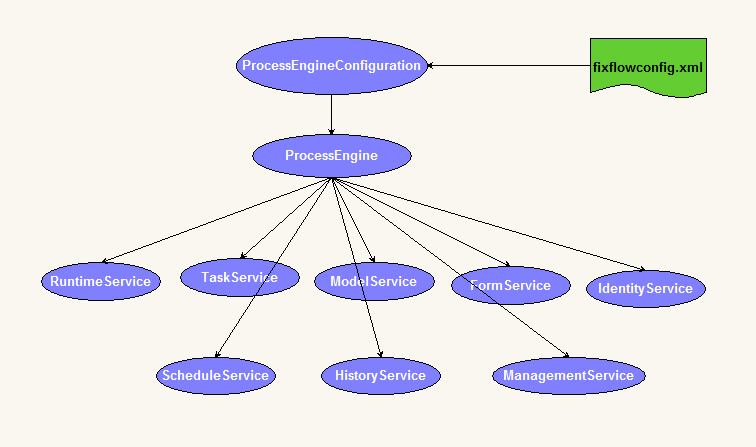 ProcessEngineConfiguration
fixflowconfig.xml
ProcessEngine
RuntimeService
TaskService
ModelService
FormService
IdentityService
ScheduleService
HistoryService
ManagementService